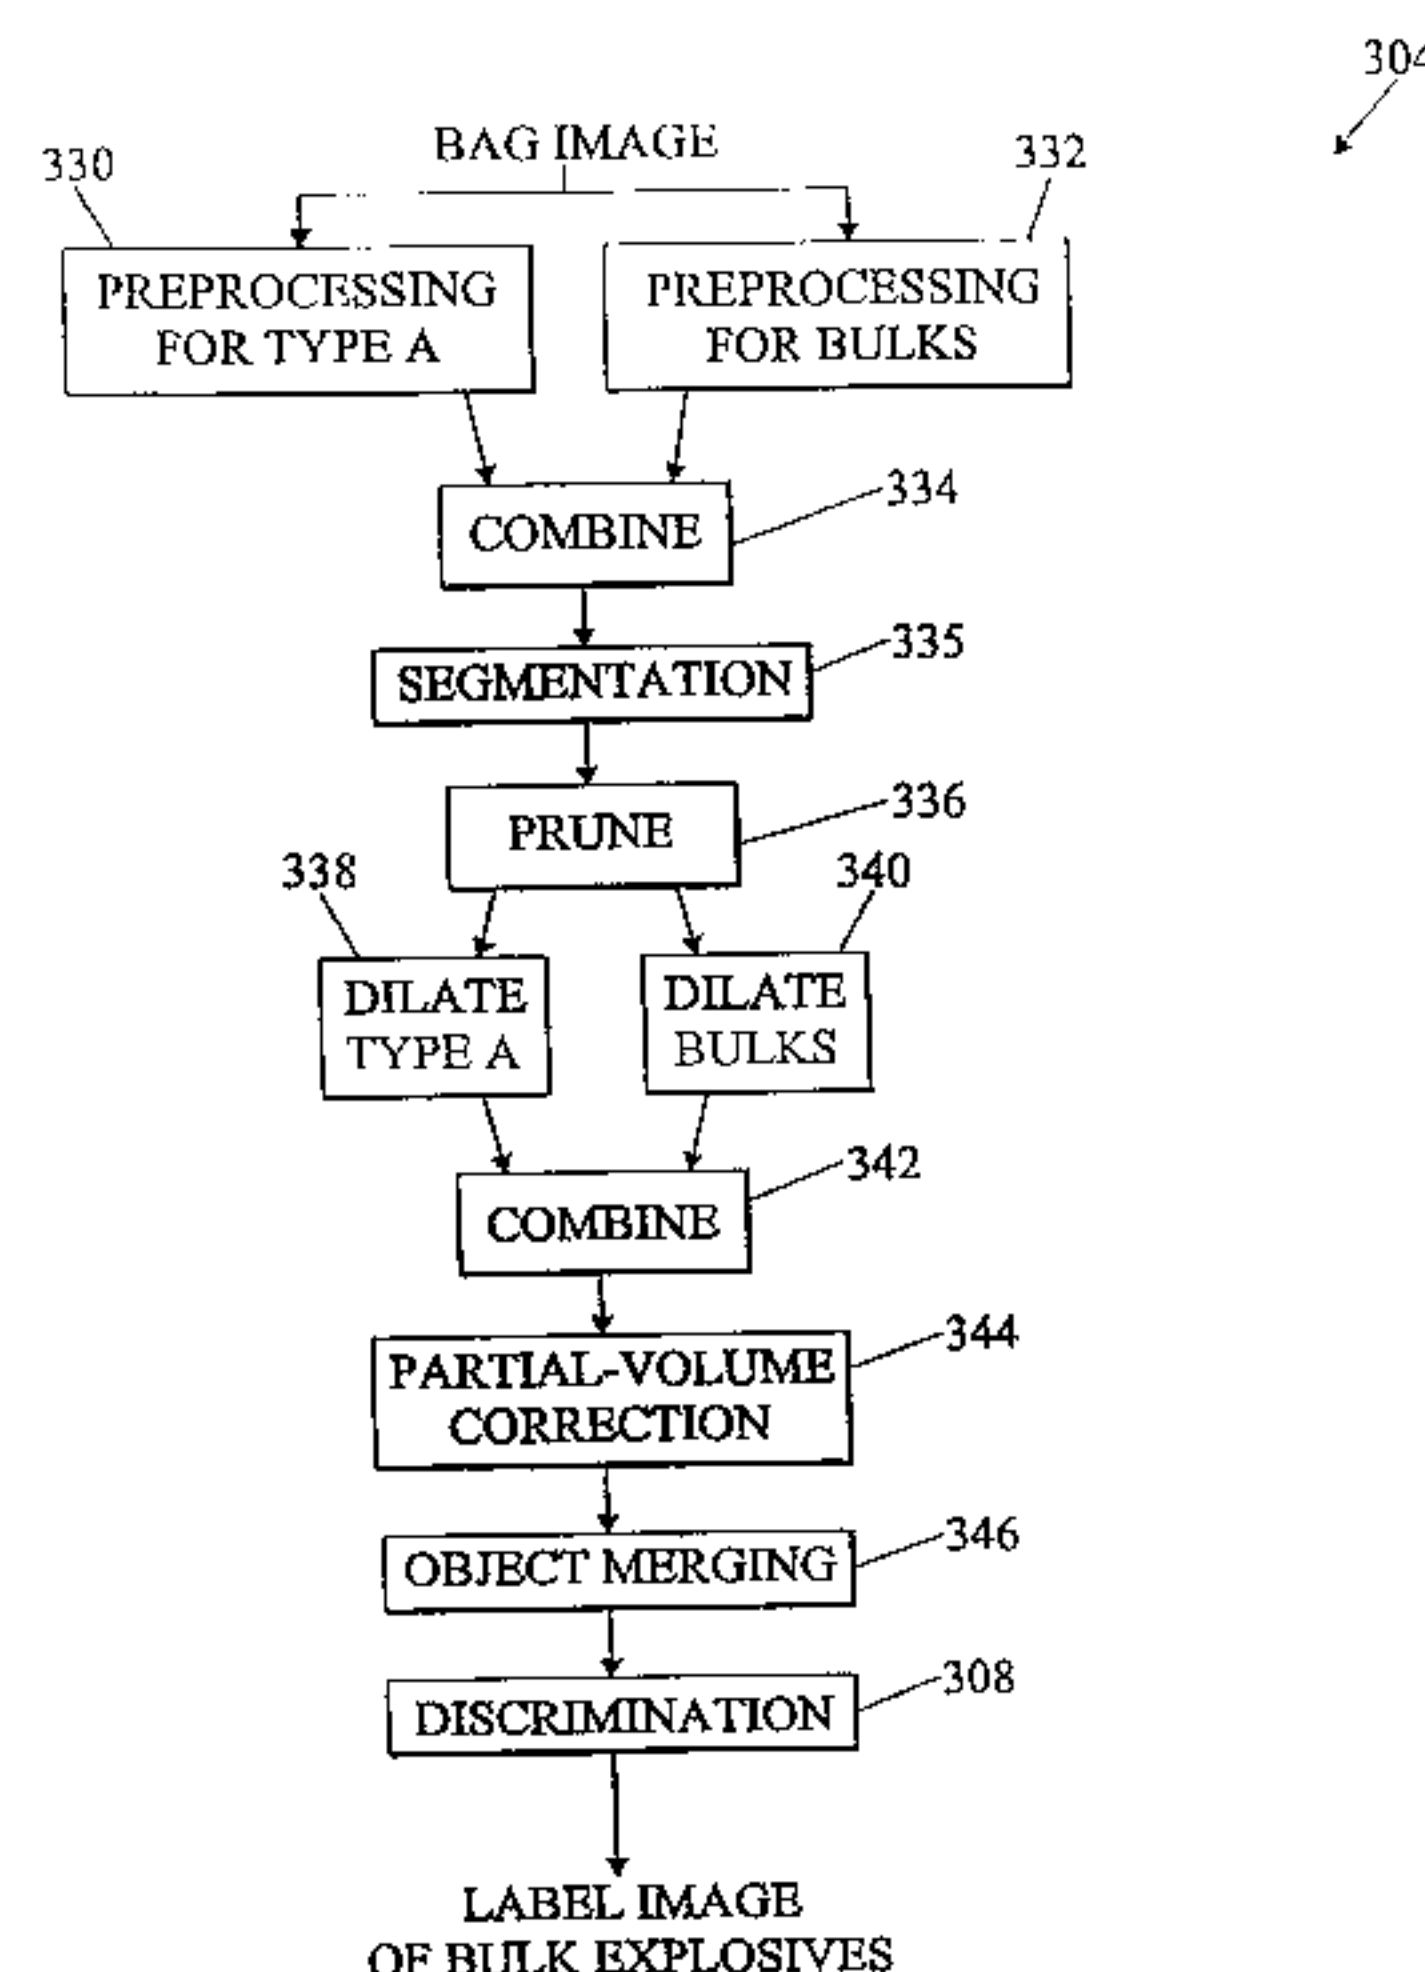 304
BAG IMAGE
330
332
PREPROCESSING
FOR TYPE A
PREPROCESSING
FOR BULKS
COMBINE
334
SEGMENTATION
335
PRUNE
336
338
340
DILATE
TYPE A
DILATE
BULKS
COMBINE
342
PARTIAL-VOLUME
CORRECTION
344
OBJECT MERGING
346
DISCRIMINATION
308
LABEL IMAGE
OF BULK EXPLOSIVES